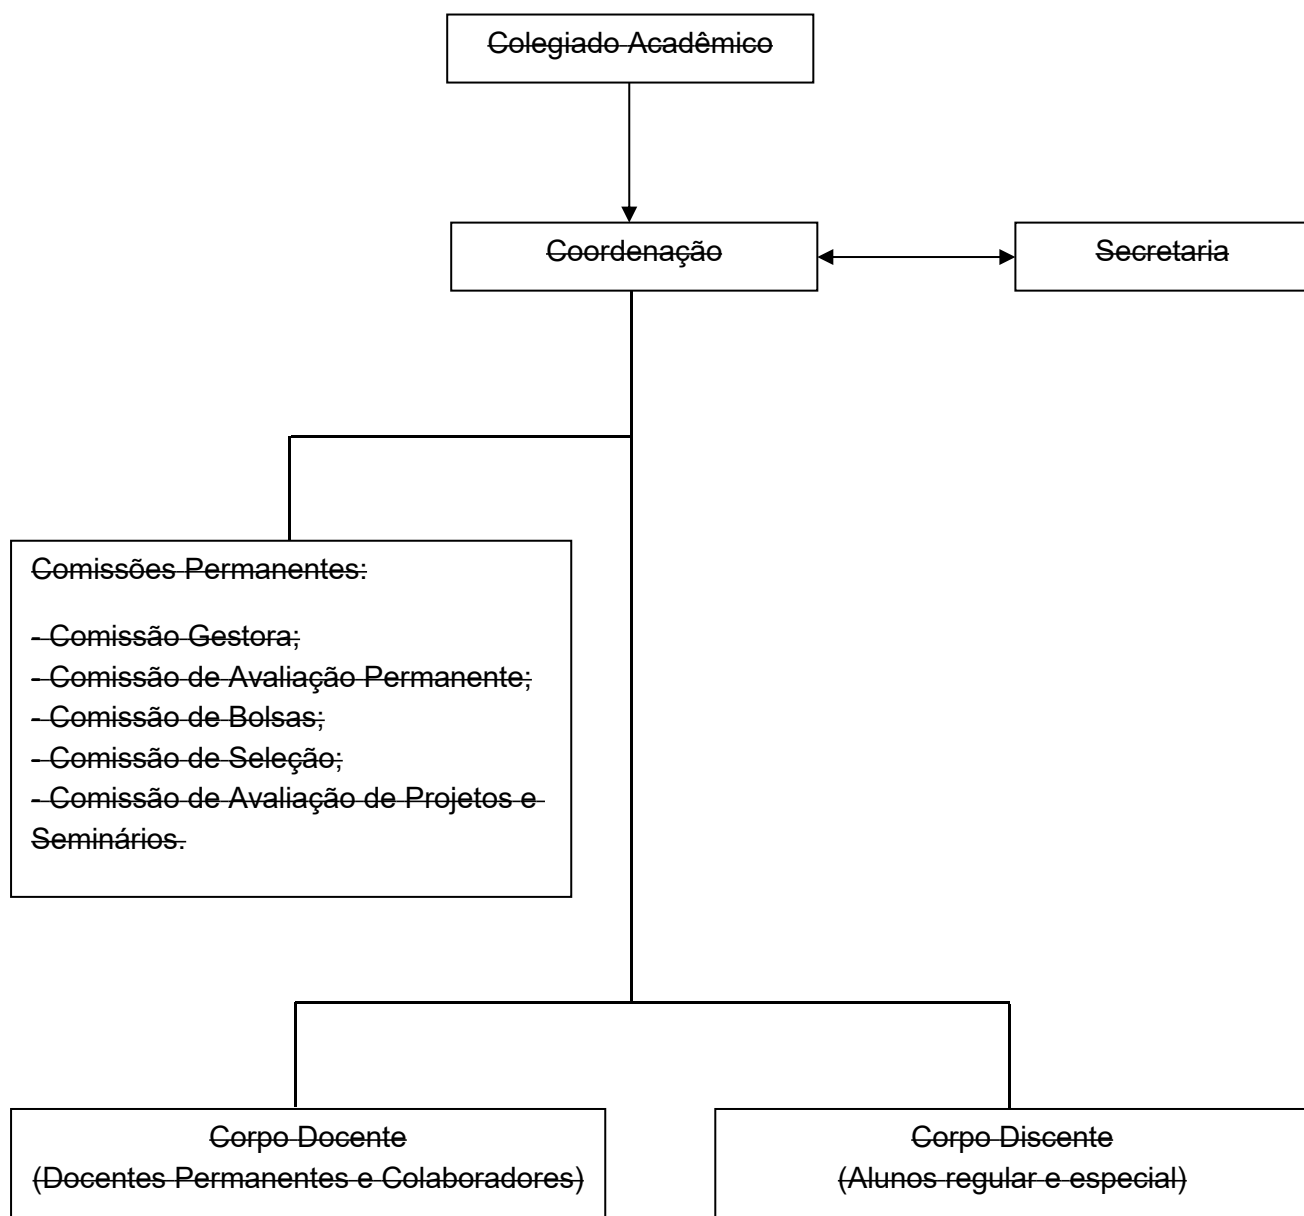 Colegiado Acadêmico
Coordenação
Secretaria
Comissões Permanentes:
- Comissão Gestora;
- Comissão de Avaliação Permanente;
- Comissão de Bolsas;
- Comissão de Seleção;
- Comissão de Avaliação de Projetos e
Seminários.
Corpo Docente
(Docentes Permanentes e Colaboradores)
Corpo Discente
(Alunos regular e especial)